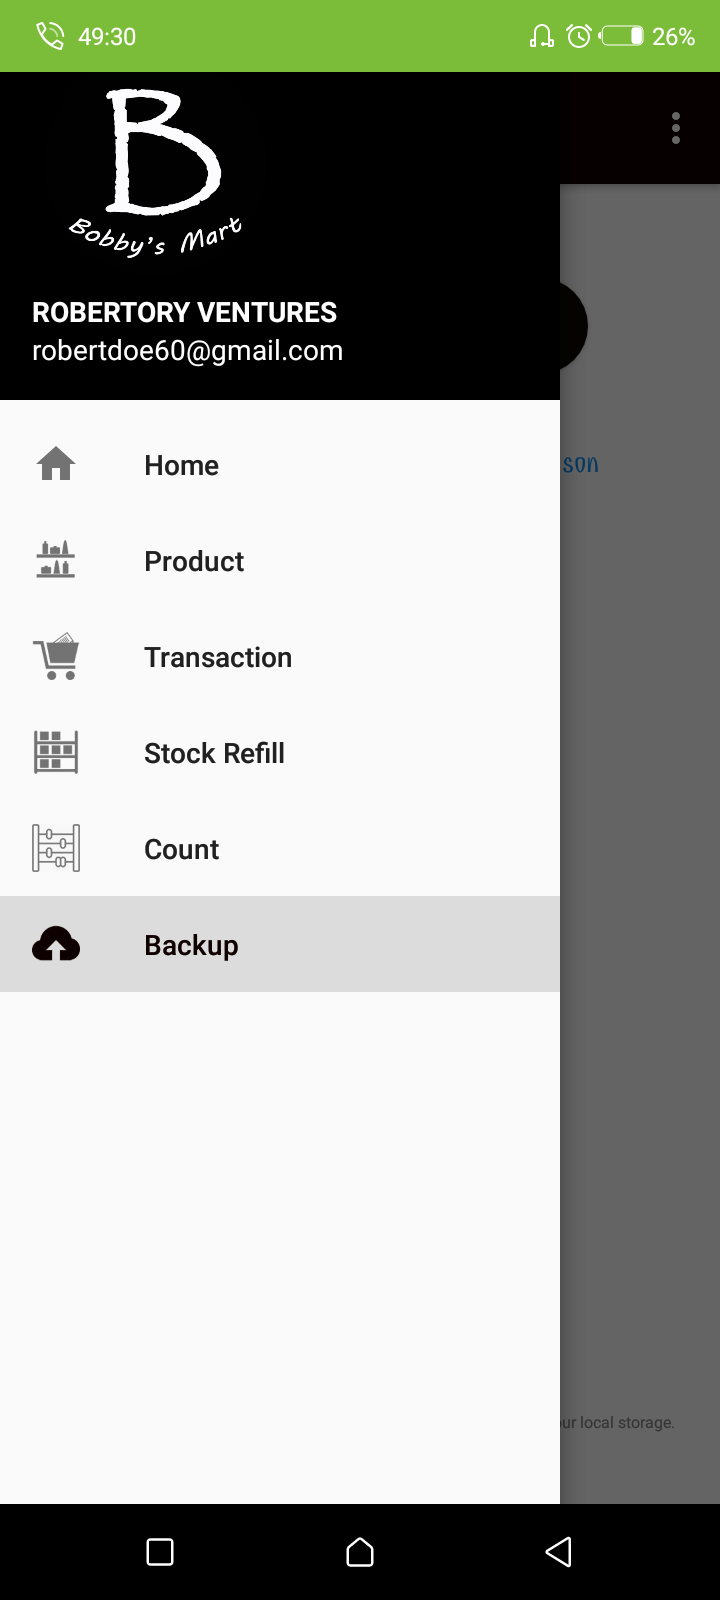 49:30
26%
B
Bobby's Mart
ROBERTORY VENTURES
robertdoe60@gmail.com
Home
Product
son
Transaction
Stock Refill
Count
Backup
ur local storage.